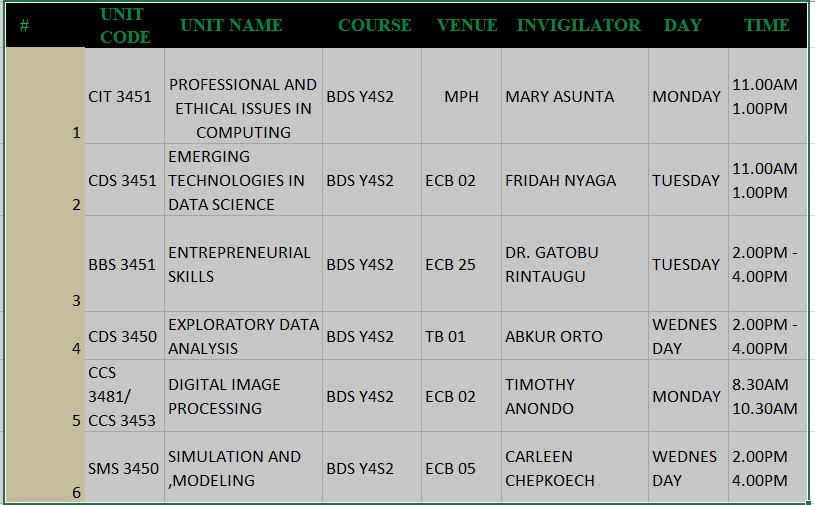 # UNIT CODE UNIT NAME COURSE VENUE INVIGILATOR DAY TIME
1 CIT 3451 PROFESSIONAL AND ETHICAL ISSUES IN COMPUTING BDS Y4S2 MPH MARY ASUNTA MONDAY 11.00AM 1.00PM
2 CDS 3451 EMERGING TECHNOLOGIES IN DATA SCIENCE BDS Y4S2 ECB 02 FRIDAH NYAGA TUESDAY 11.00AM 1.00PM
3 BBS 3451 ENTREPRENEURIAL SKILLS BDS Y4S2 ECB 25 DR. GATOBU RINTAUGU TUESDAY 2.00PM - 4.00PM
4 CDS 3450 EXPLORATORY DATA ANALYSIS BDS Y4S2 TB 01 ABKUR ORTO WEDNES DAY 2.00PM - 4.00PM
5 CCS 3481/ CCS 3453 DIGITAL IMAGE PROCESSING BDS Y4S2 ECB 02 TIMOTHY ANONDO MONDAY 8.30AM 10.30AM
6 SMS 3450 SIMULATION AND ,MODELING BDS Y4S2 ECB 05 CARLEEN CHEPKOECH WEDNES DAY 2.00PM 4.00PM